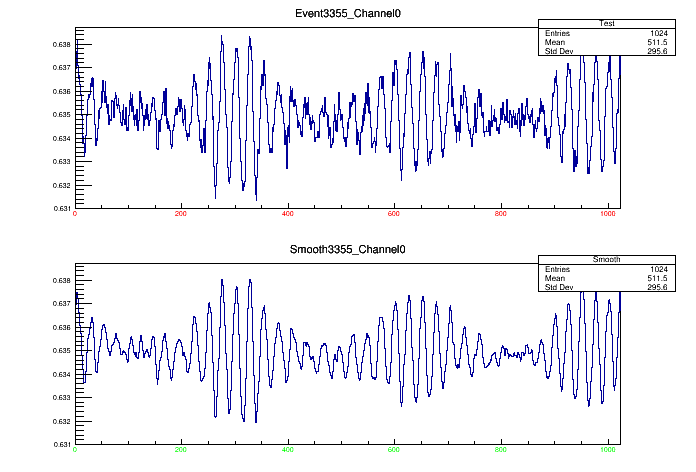 Event3355_Channel0
Test
Entries 1024
Mean 511.5
Std Dev 295.6
0.638
0.637
0.636
0.635
0.634
0.633
0.632
0.631
0 200 400 600 800 1000
Smooth3355_Channel0
Smooth
Entries 1024
Mean 511.5
Std Dev 295.6
0.638
0.637
0.636
0.635
0.634
0.633
0.632
0.631
0 200 400 600 800 1000